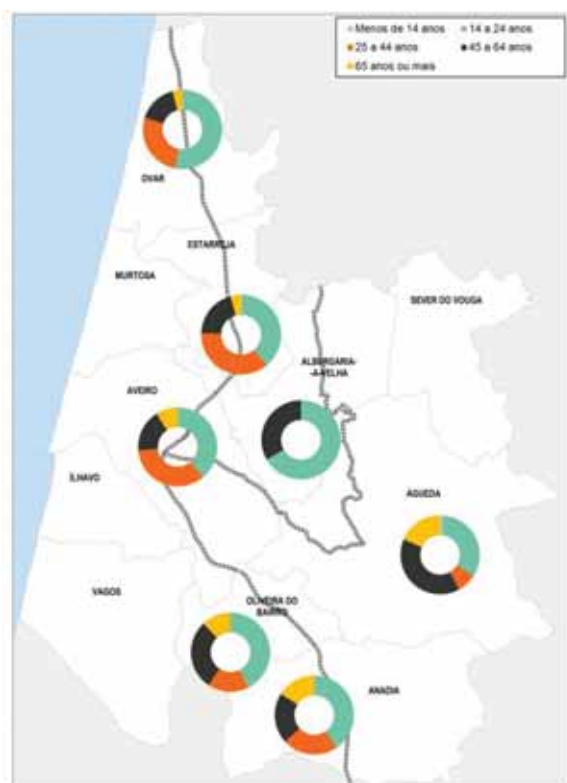 Menos de 14 anos
14 a 24 anos
25 a 44 anos
45 a 64 anos
65 anos ou mais
OVAR
ESTARREJA
MURTOSA
SEVER DO VOUGA
ALBERGARIA-
-A-VELHA
AVEIRO
ÍLHAVO
ÁGUEDA
VAGOS
OLIVEIRA DO
BAIRRO
ANADIA